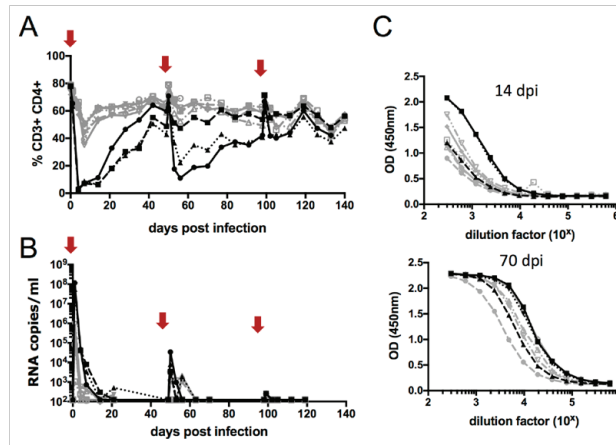 A
% CD3+ CD4+
100
80
60
40
20
0
0 20 40 60 80 100 120 140
days post infection
B
RNA copies/ml
10⁹
10⁸
10⁷
10⁶
10⁵
10⁴
10³
10²
0 20 40 60 80 100 120 140
days post infection
C
14 dpi
OD (450nm)
2.5
2.0
1.5
1.0
0.5
0.0
2 3 4 5 6
dilution factor (10ˣ)
70 dpi
OD (450nm)
2.5
2.0
1.5
1.0
0.5
0.0
2 3 4 5 6
dilution factor (10ˣ)